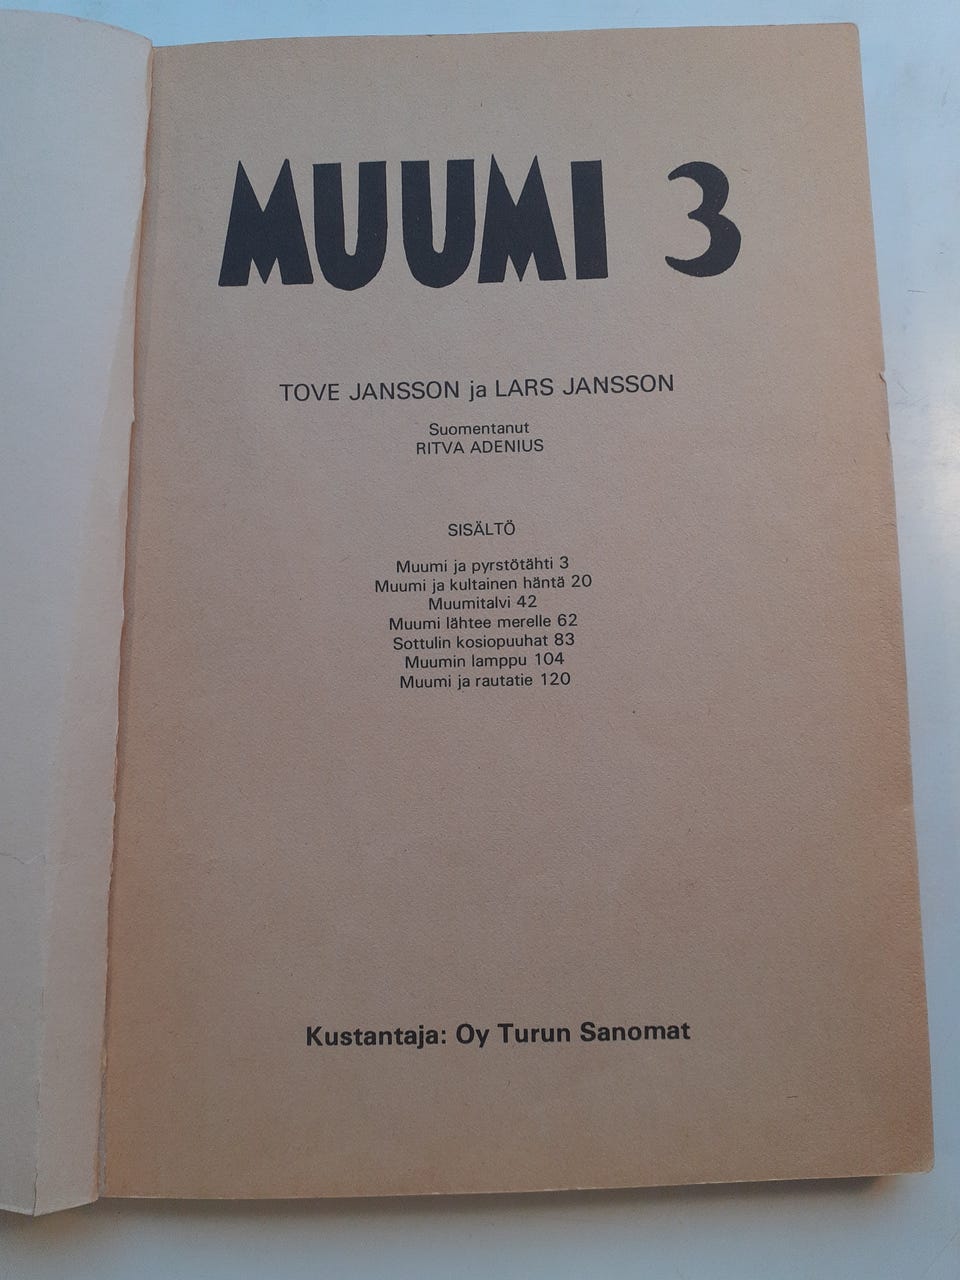 MUUMI 3
TOVE JANSSON ja LARS JANSSON
Suomentanut
RITVA ADENIUS
SISÄLTÖ
Muumi ja pyrstötähti 3
Muumi ja kultainen häntä 20
Muumitalvi 42
Muumi lähtee merelle 62
Sottulin kosiopuuhat 83
Muumin lamppu 104
Muumi ja rautatie 120
Kustantaja: Oy Turun Sanomat